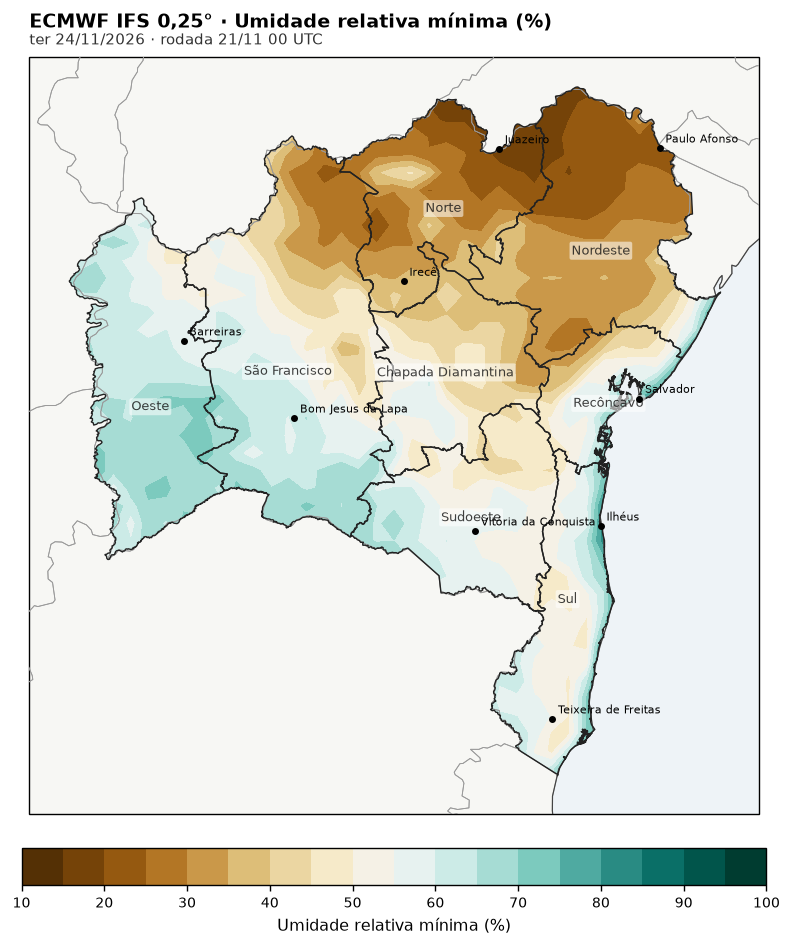 ECMWF IFS 0,25° · Umidade relativa mínima (%)
ter 24/11/2026 · rodada 21/11 00 UTC
Juazeiro
Paulo Afonso
Norte
Nordeste
Irecê
Barreiras
São Francisco
Chapada Diamantina
Salvador
Recôncavo
Oeste
Bom Jesus da Lapa
Sudoeste
Vitória da Conquista
Ilhéus
Sul
Teixeira de Freitas
10 20 30 40 50 60 70 80 90 100
Umidade relativa mínima (%)